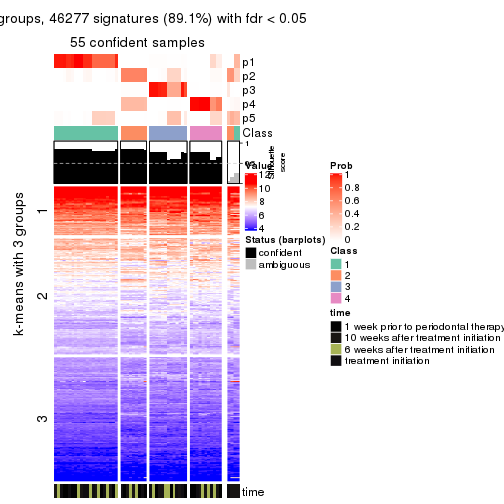 groups, 46277 signatures (89.1%) with fdr < 0.05
55 confident samples
p1
p2
p3
p4
p5
Class
1
0.5
Silhouette
score
k-means with 3 groups
1
2
3
time
Value
12
10
8
6
4
Status (barplots)
confident
ambiguous
Prob
1
0.8
0.6
0.4
0.2
0
Class
1
2
3
4
time
1 week prior to periodontal therapy
10 weeks after treatment initiation
6 weeks after treatment initiation
treatment initiation